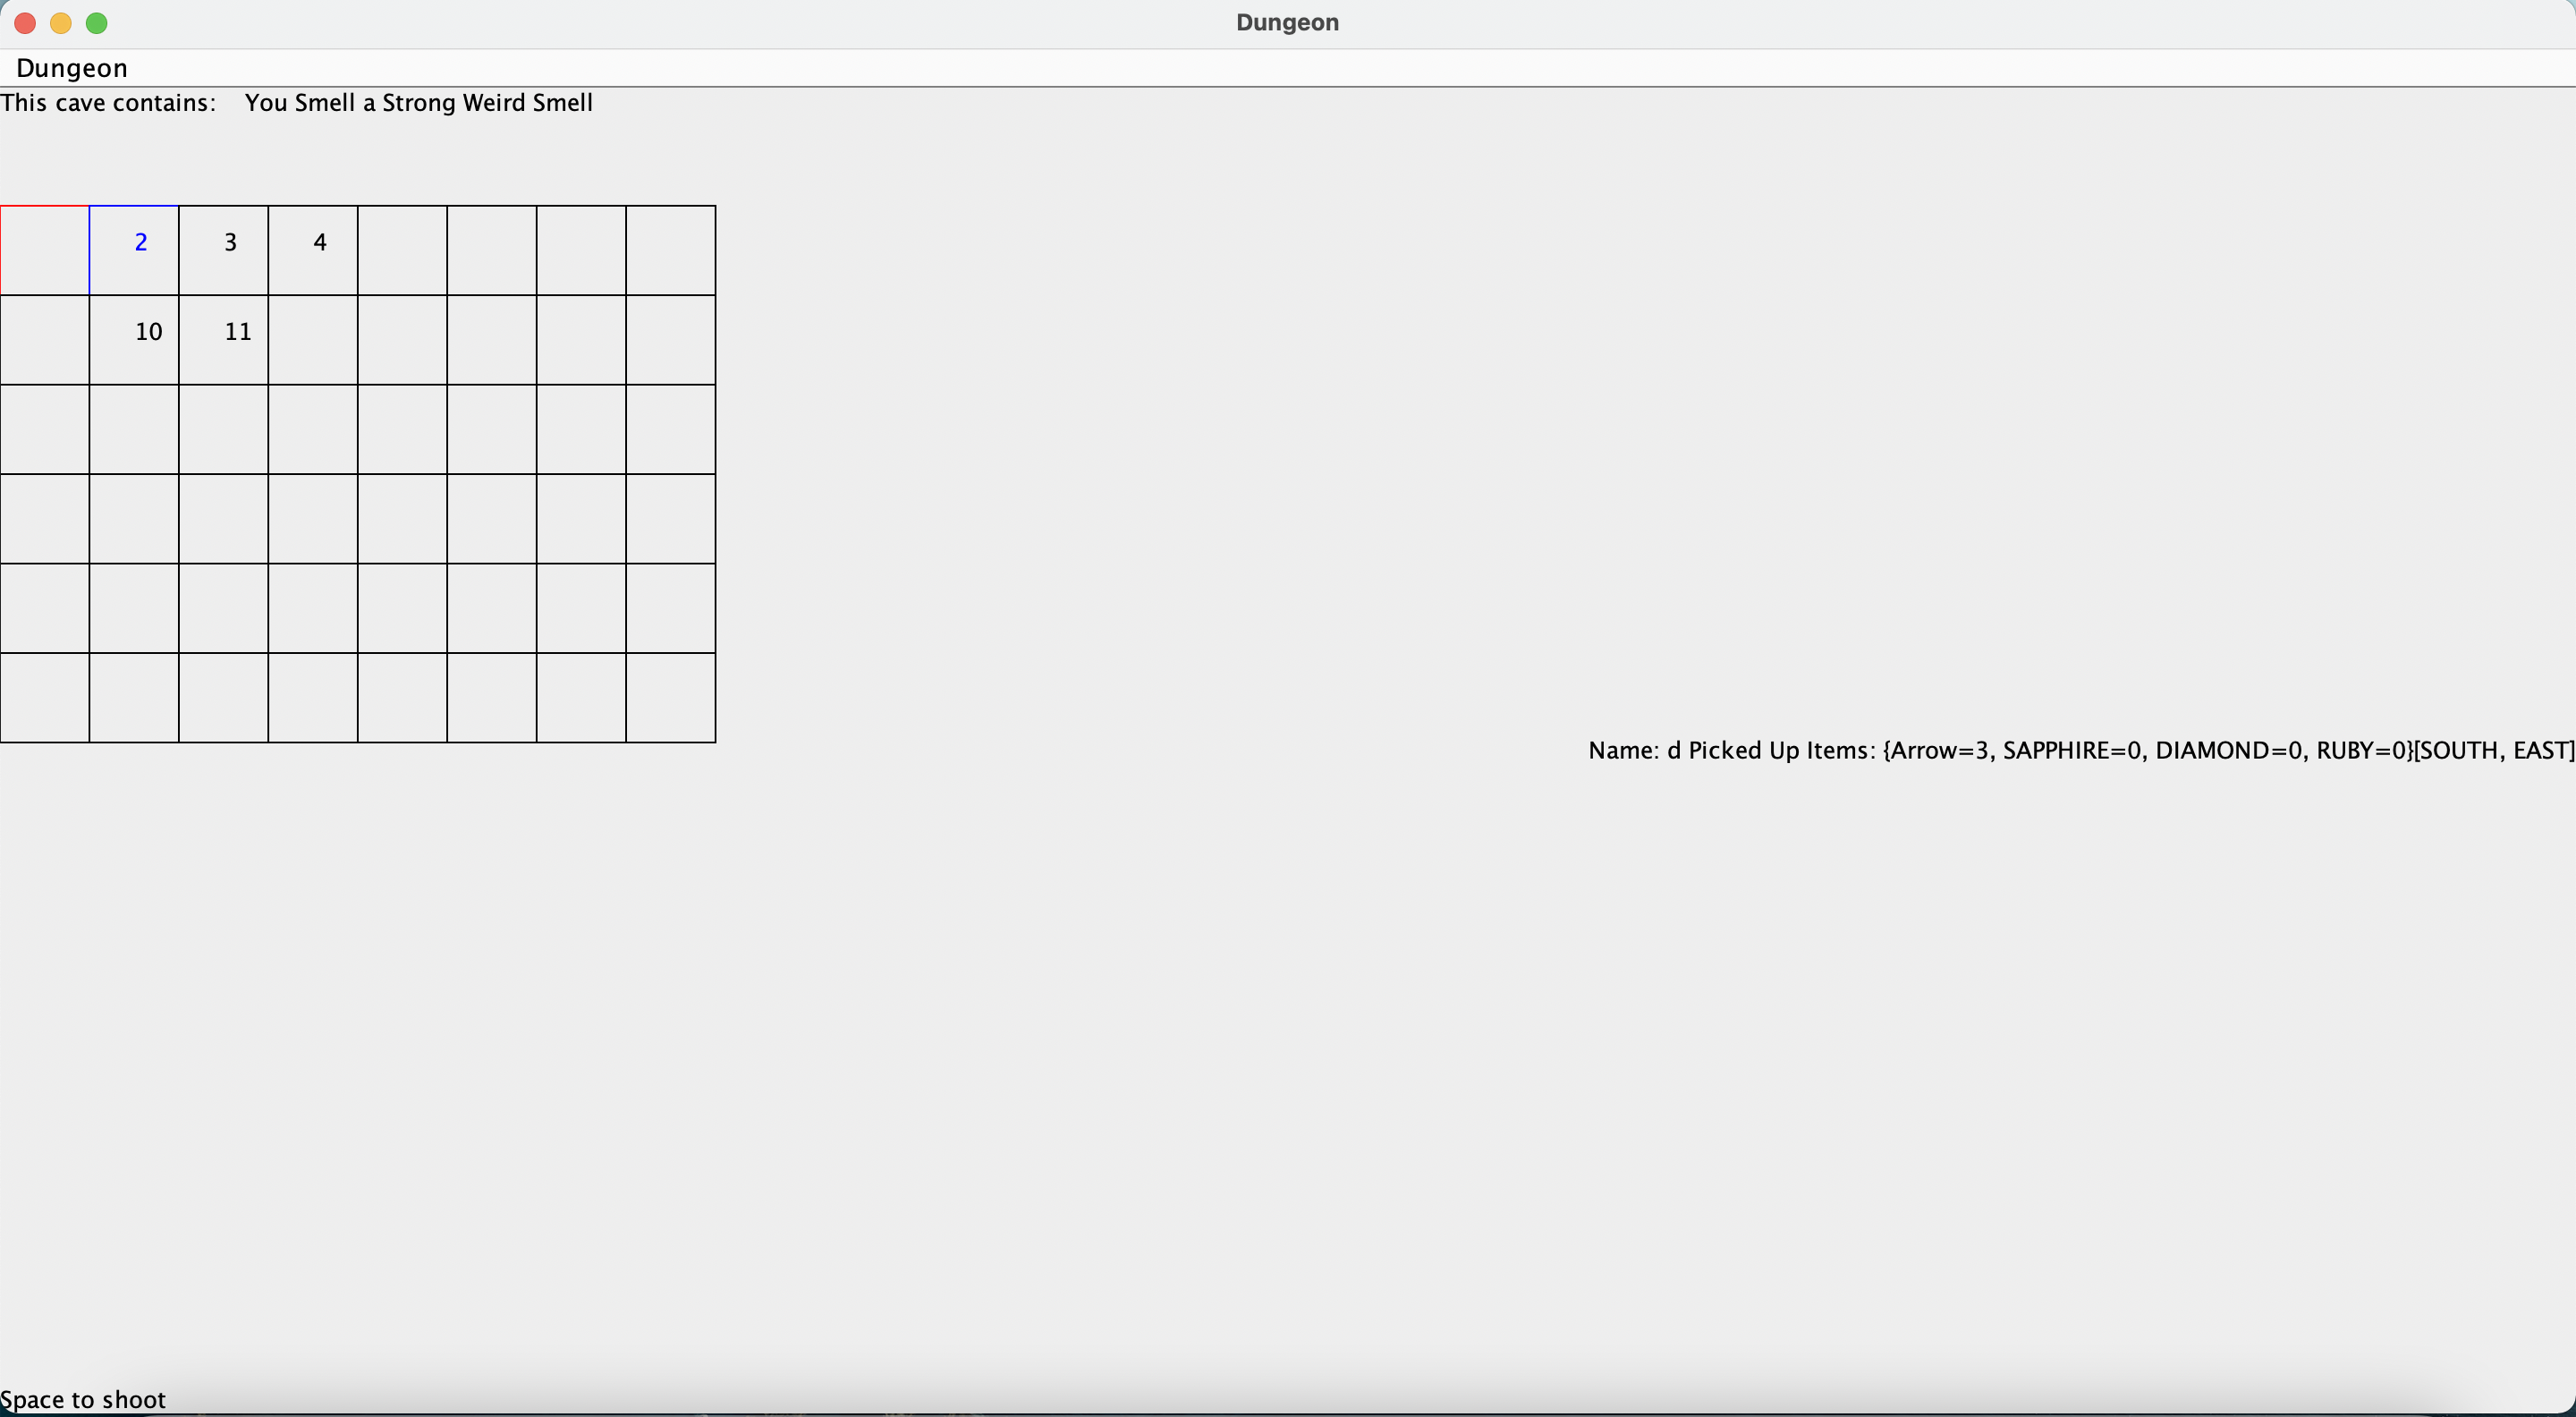 Dungeon
Dungeon
This cave contains: You Smell a Strong Weird Smell
2 3 4
10 11
Name: d Picked Up Items: {Arrow=3, SAPPHIRE=0, DIAMOND=0, RUBY=0}[SOUTH, EAST]
Space to shoot